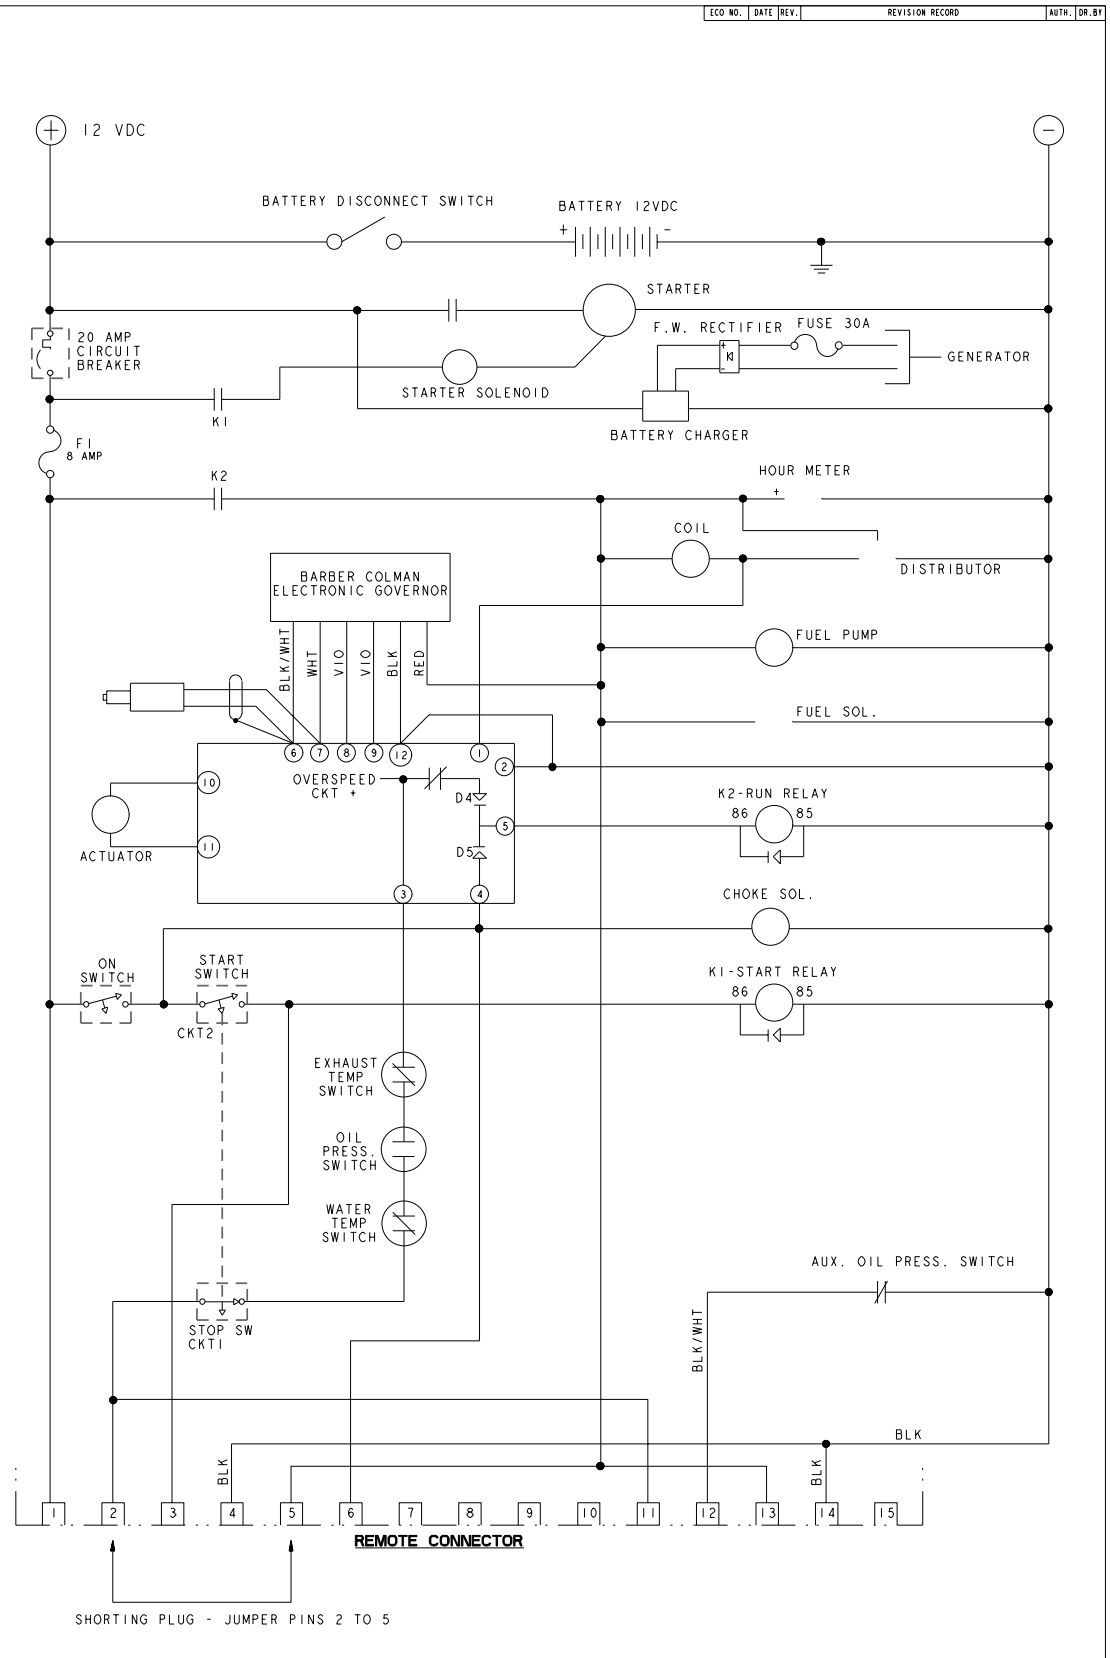 ECO NO. DATE REV. REVISION RECORD AUTH. DR.BY
+ 12 VDC -
BATTERY DISCONNECT SWITCH
BATTERY 12VDC
+ -
STARTER
F.W. RECTIFIER FUSE 30A
20 AMP
CIRCUIT
BREAKER
+
-
GENERATOR
STARTER SOLENOID
K1
BATTERY CHARGER
F1
8 AMP
K2
HOUR METER
+
COIL
DISTRIBUTOR
BARBER COLMAN
ELECTRONIC GOVERNOR
BLK/WHT
WHT
VIO
VIO
BLK
RED
FUEL PUMP
FUEL SOL.
6 7 8 9 12 1
2
OVERSPEED
CKT +
10
D4
K2-RUN RELAY
86 85
5
11
D5
ACTUATOR
3 4
CHOKE SOL.
ON
SWITCH
START
SWITCH
K1-START RELAY
86 85
CKT2
EXHAUST
TEMP
SWITCH
OIL
PRESS.
SWITCH
WATER
TEMP
SWITCH
AUX. OIL PRESS. SWITCH
STOP SW
CKT1
BLK/WHT
BLK
BLK
BLK
1 2 3 4 5 6 7 8 9 10 11 12 13 14 15
REMOTE CONNECTOR
SHORTING PLUG - JUMPER PINS 2 TO 5